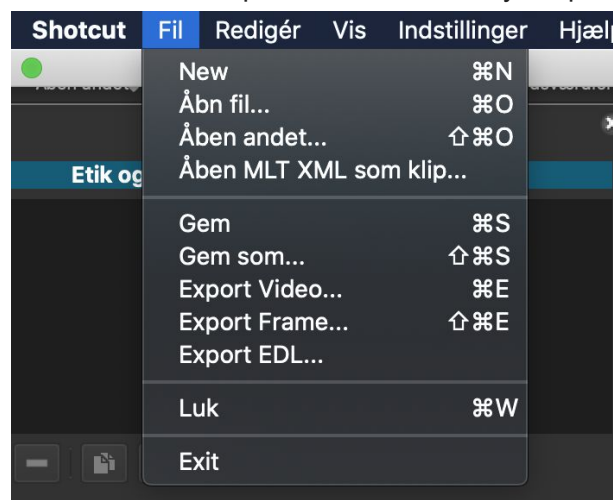 Shotcut Fil Redigér Vis Indstillinger Hjæl
New ⌘N
Åbn fil... ⌘O
Åben andet... ⇧⌘O
Åben MLT XML som klip...
Etik og
Gem ⌘S
Gem som... ⇧⌘S
Export Video... ⌘E
Export Frame... ⇧⌘E
Export EDL...
Luk ⌘W
Exit